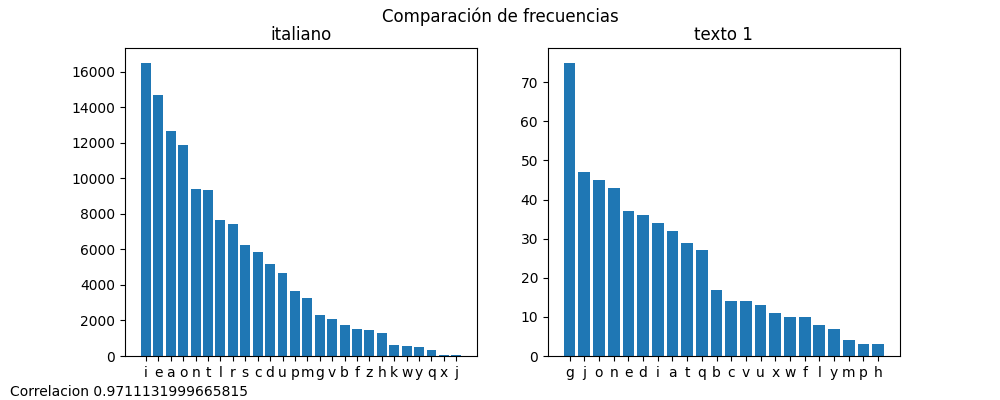 Comparación de frecuencias
italiano
texto 1
16000
14000
12000
10000
8000
6000
4000
2000
0
i e a o n t l r s c d u p m g v b f z h k w y q x j
70
60
50
40
30
20
10
0
g j o n e d i a t q b c v u x w f l y m p h
Correlacion 0.9711131999665815